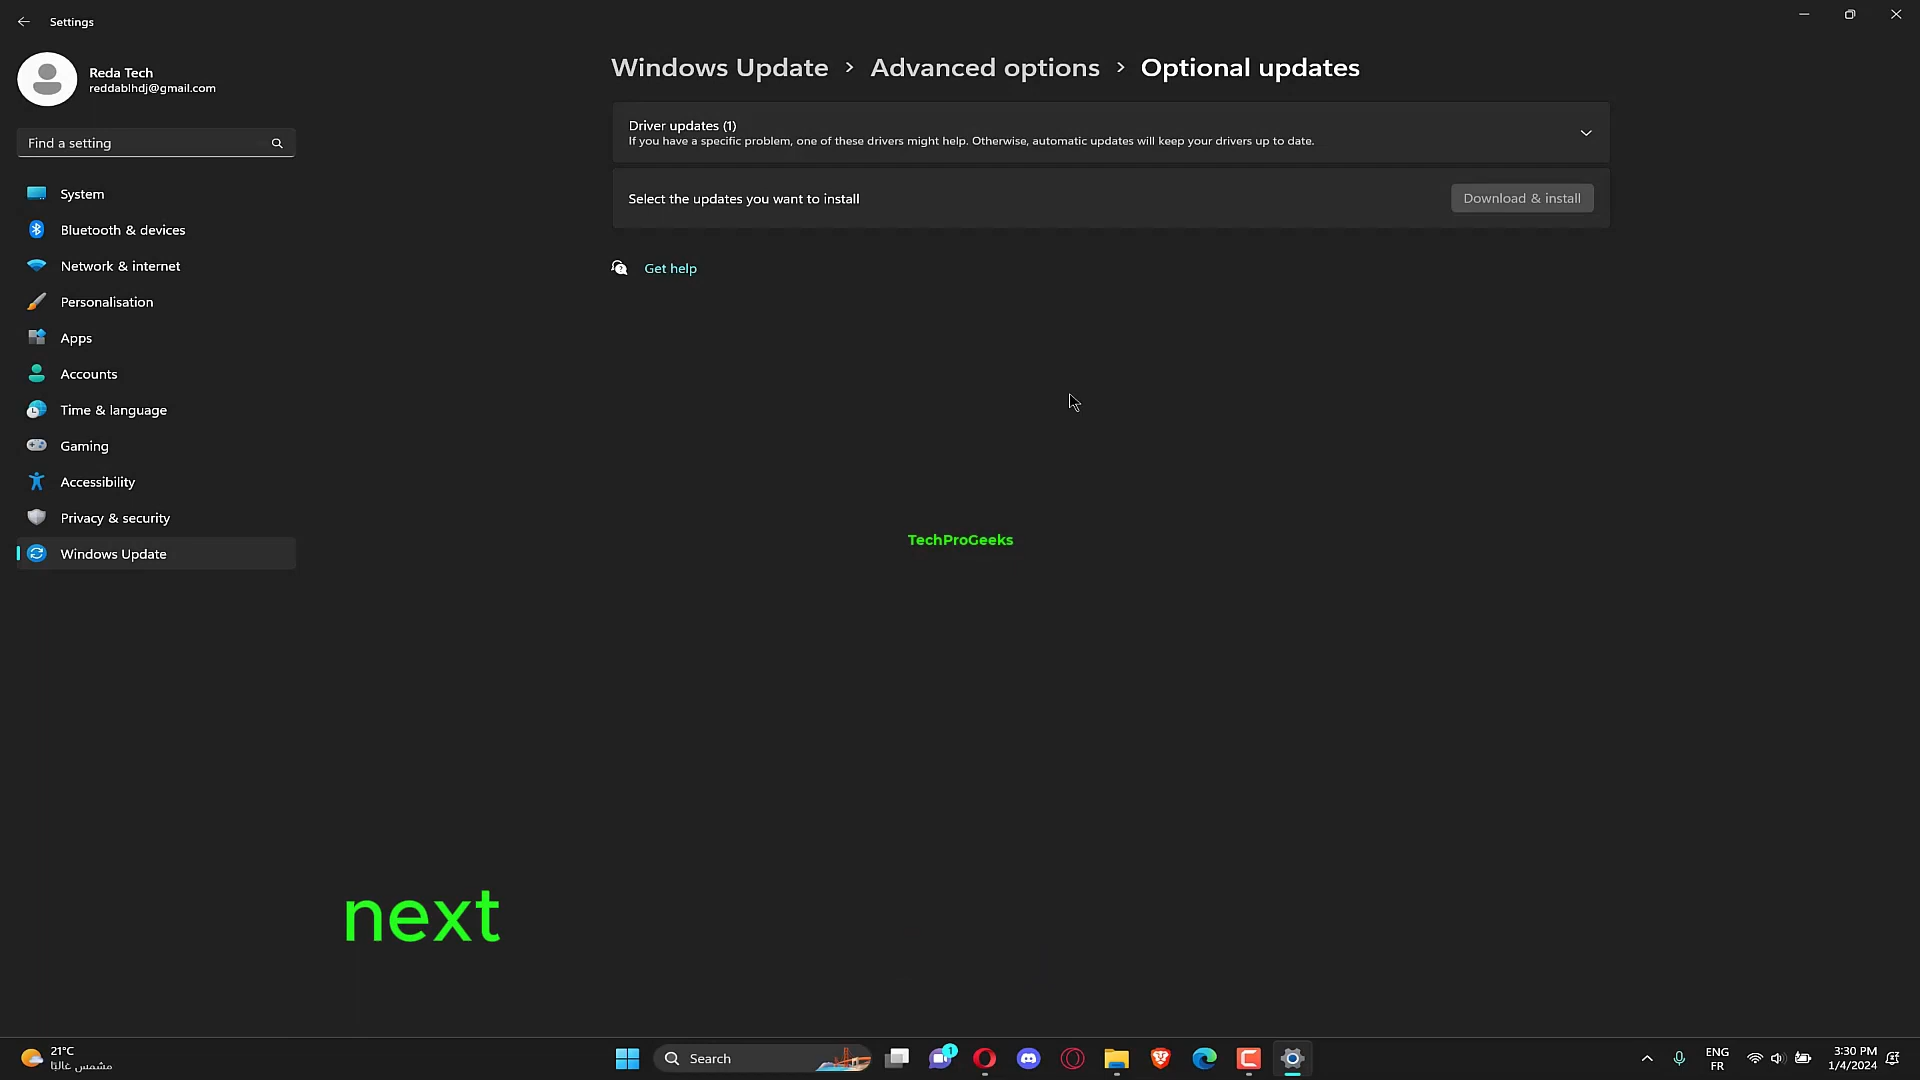 Settings
Reda Tech
reddablhdj@gmail.com
Find a setting
System
Bluetooth & devices
Network & internet
Personalisation
Apps
Accounts
Time & language
Gaming
Accessibility
Privacy & security
Windows Update
Windows Update > Advanced options > Optional updates
Driver updates (1)
If you have a specific problem, one of these drivers might help. Otherwise, automatic updates will keep your drivers up to date.
Select the updates you want to install
Download & install
Get help
TechProGeeks
next
21°C
مشمس غالبًا
Search
1
ENG
FR
3:30 PM
1/4/2024